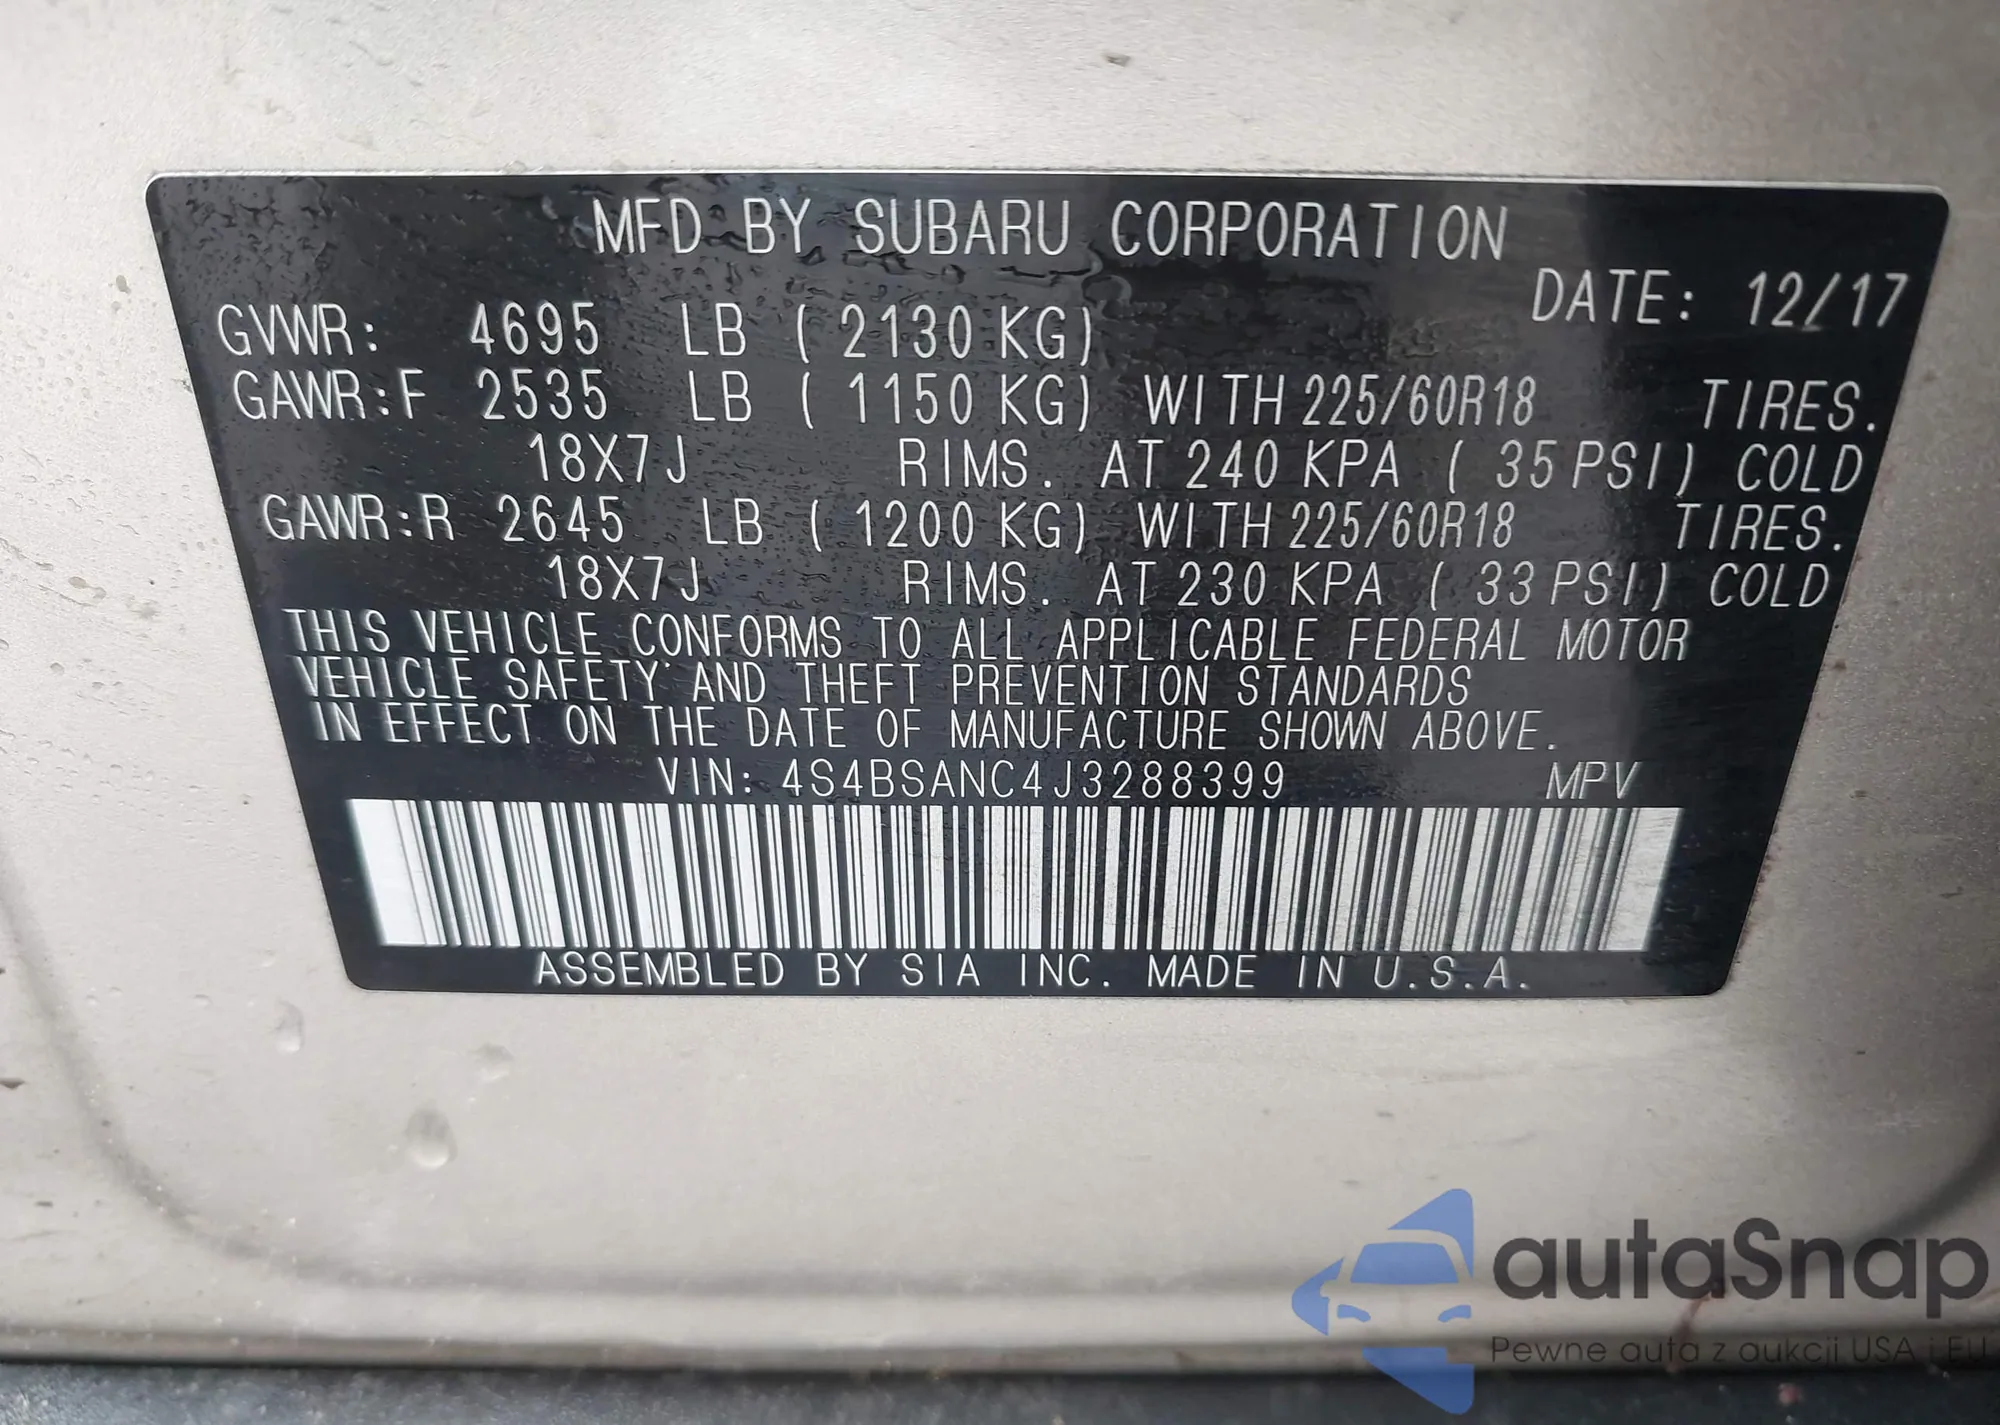 MFD BY SUBARU CORPORATION
DATE: 12/17
GVWR: 4695 LB ( 2130 KG)
GAWR:F 2535 LB ( 1150 KG) WITH 225/60R18 TIRES.
18X7J RIMS. AT 240 KPA ( 35 PSI) COLD
GAWR:R 2645 LB ( 1200 KG) WITH 225/60R18 TIRES.
18X7J RIMS. AT 230 KPA ( 33 PSI) COLD
THIS VEHICLE CONFORMS TO ALL APPLICABLE FEDERAL MOTOR
VEHICLE SAFETY AND THEFT PREVENTION STANDARDS
IN EFFECT ON THE DATE OF MANUFACTURE SHOWN ABOVE.
VIN: 4S4BSANC4J3288399 MPV
ASSEMBLED BY SIA INC. MADE IN U.S.A.
autaSnap
Pewne auta z aukcji USA i EU